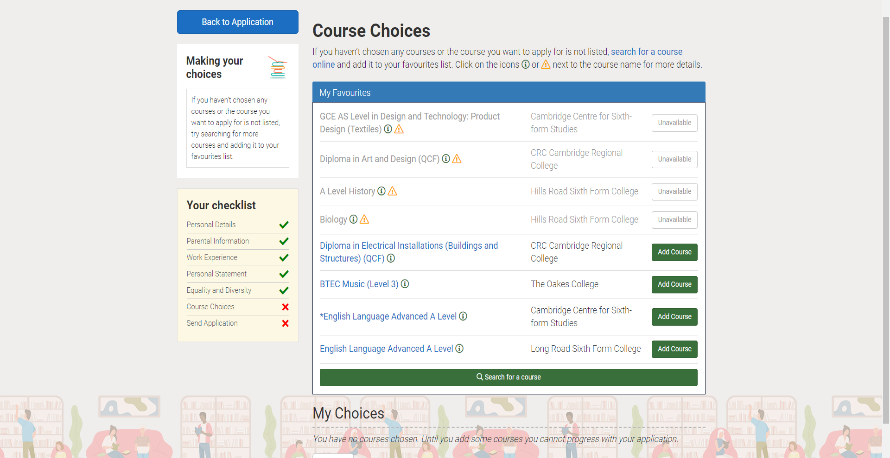 Back to Application
Making your
choices
If you haven't chosen any
courses or the course you
want to apply for is not listed,
try searching for more
courses and adding it to your
favourites list.
Your checklist
Personal Details
Parental Information
Work Experience
Personal Statement
Equality and Diversity
Course Choices
Send Application
Course Choices
If you haven't chosen any courses or the course you want to apply for is not listed, search for a course
online and add it to your favourites list. Click on the icons or next to the course name for more details.
My Favourites
GCE AS Level in Design and Technology: Product
Design (Textiles)
Cambridge Centre for Sixth-
form Studies
Unavailable
Diploma in Art and Design (QCF)
CRC Cambridge Regional
College
Unavailable
A Level History
Hills Road Sixth Form College
Unavailable
Biology
Hills Road Sixth Form College
Unavailable
Diploma in Electrical Installations (Buildings and
Structures) (QCF)
CRC Cambridge Regional
College
Add Course
BTEC Music (Level 3)
The Oakes College
Add Course
*English Language Advanced A Level
Cambridge Centre for Sixth-
form Studies
Add Course
English Language Advanced A Level
Long Road Sixth Form College
Add Course
Search for a course
My Choices
You have no courses chosen. Until you add some courses you cannot progress with your application.